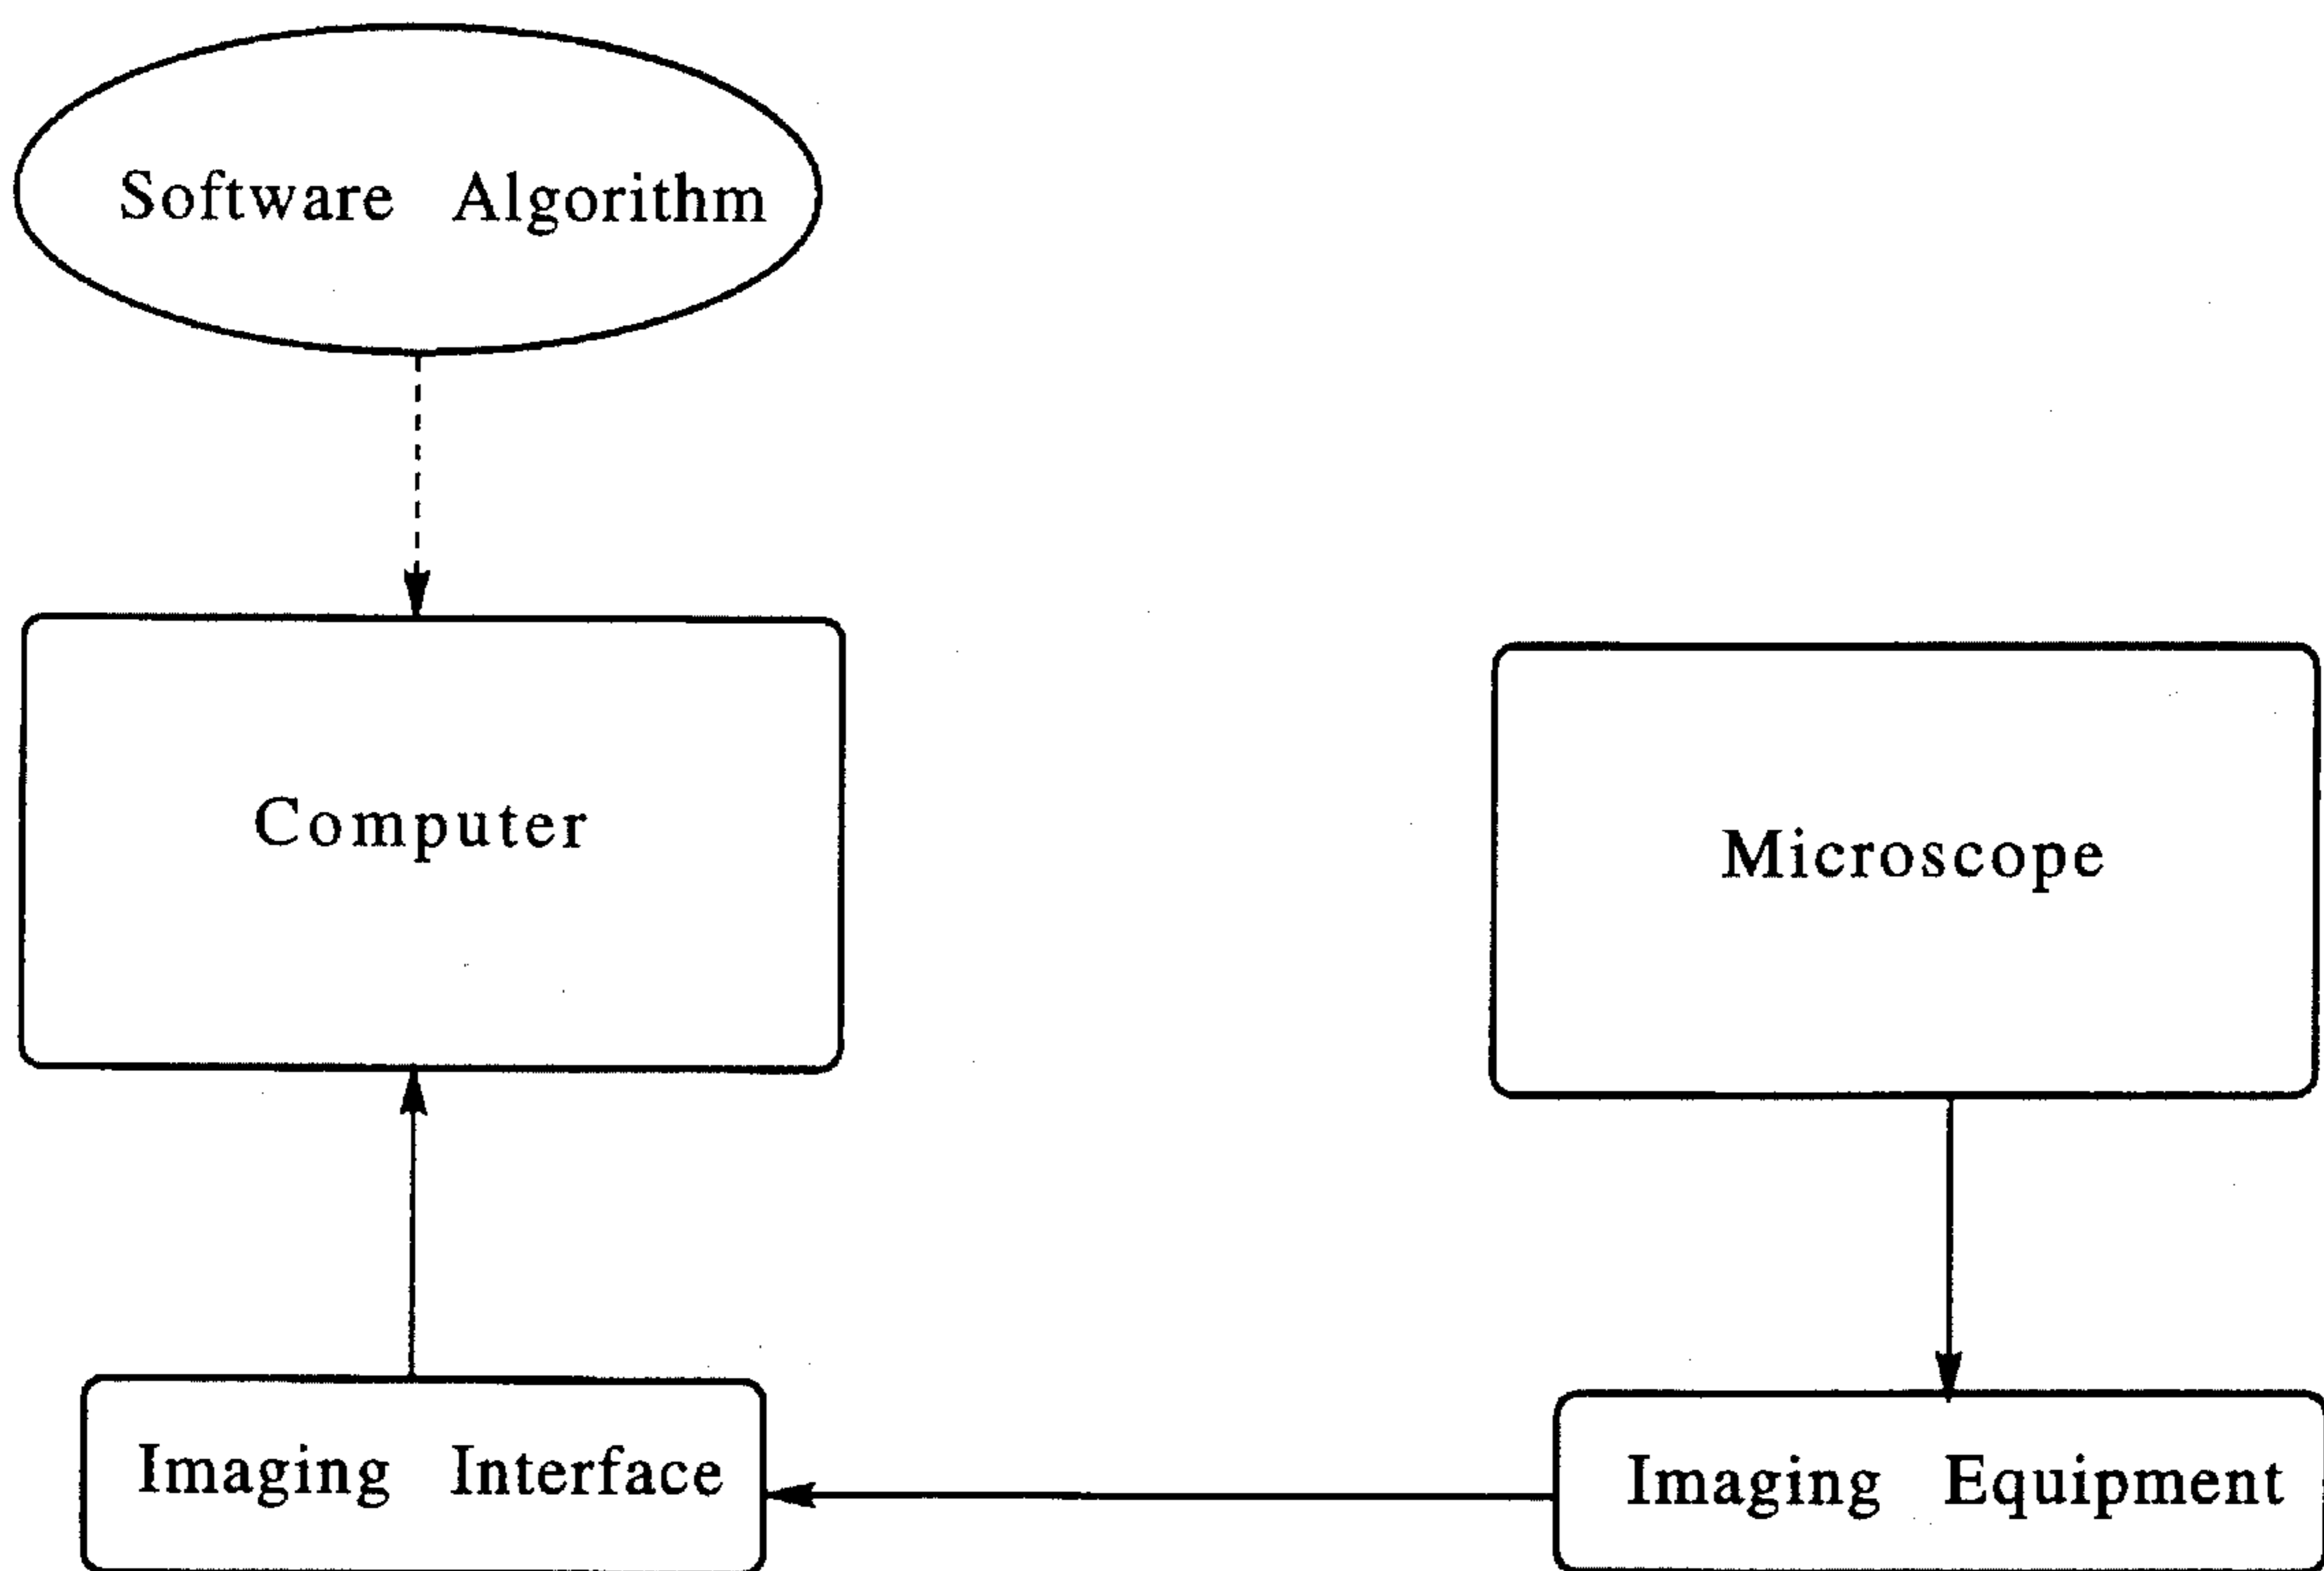 Software Algorithm
Computer
Microscope
Imaging Interface
Imaging Equipment